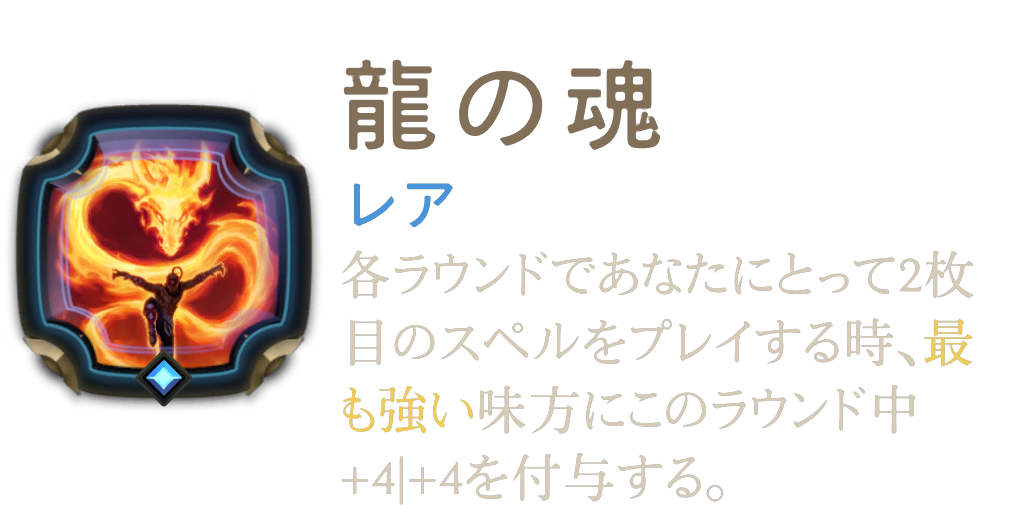 龍の魂
レア
各ラウンドであなたにとって2枚
目のスペルをプレイする時、最
も強い味方にこのラウンド中
+4|+4を付与する。